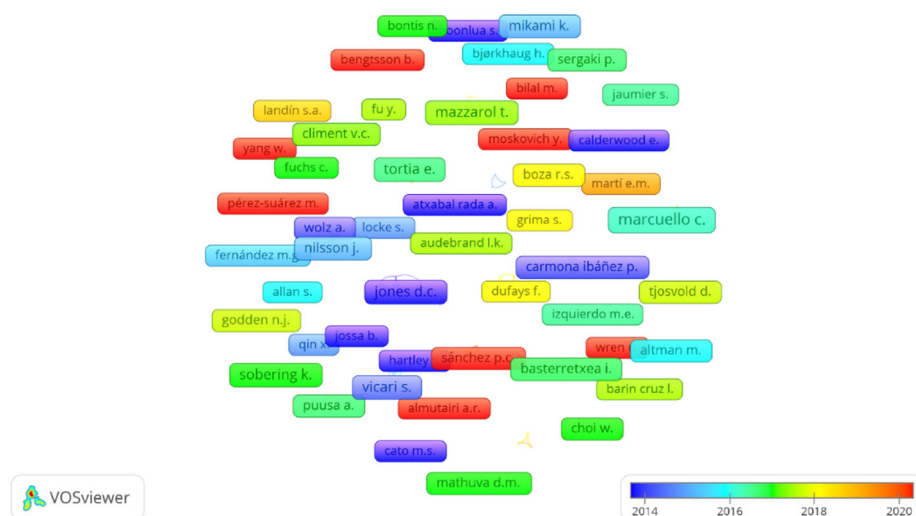 bontis n.
mikami k.
bengtsson b.
bjørkhaug h.
sergaki p.
bilal m.
jaumier s.
landín s.a.
fu y.
mazzarol t.
climent v.c.
yang w.
moskovich y.
calderwood e.
fuchs c.
tortia e.
boza r.s.
martí e.m.
pérez-suárez m.
atxabal rada a.
grima s.
marcuello c.
wolz a.
locke s.
nilsson j.
audebrand l.k.
fernández m.g
carmona ibáñez p.
allan s.
jones d.c.
dufays f.
tjosvold d.
godden n.j.
izquierdo m.e.
qin x.
jossa b.
wren
altman m.
hartley
sánchez p.c.
basterretxea i.
sobering k.
vicari s.
barin cruz l.
puusa a.
almutairi a.r.
choi w.
cato m.s.
mathuva d.m.
VOSviewer
2014 2016 2018 2020